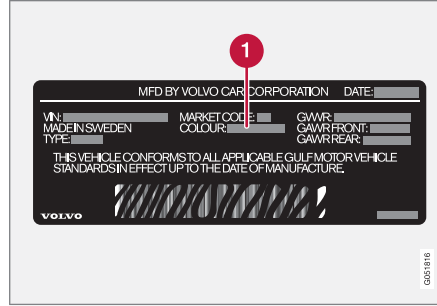 1
MFD BY VOLVO CAR CORPORATION DATE:
VIN: MARKET CODE: GVWR:
MADE IN SWEDEN COLOUR: GAWR FRONT:
TYPE: GAWR REAR:
THIS VEHICLE CONFORMS TO ALL APPLICABLE GULF MOTOR VEHICLE
STANDARDS IN EFFECT UP TO THE DATE OF MANUFACTURE.
VOLVO
G051816